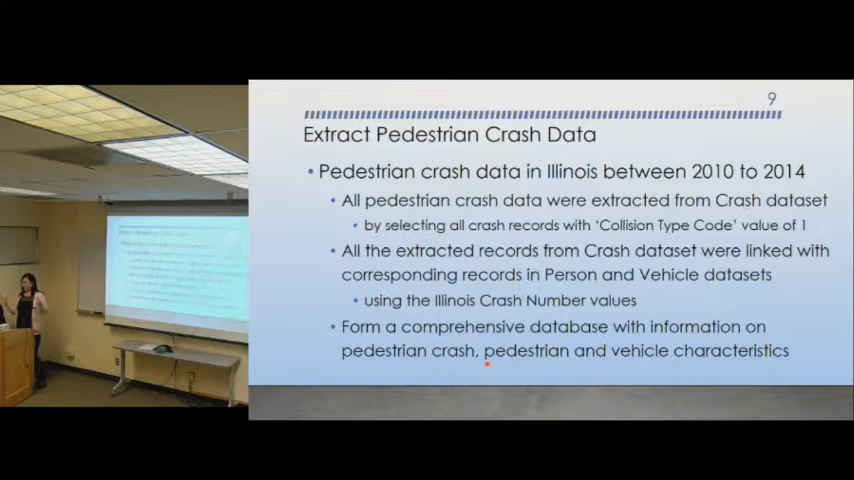 9
Extract Pedestrian Crash Data
• Pedestrian crash data in Illinois between 2010 to 2014
• All pedestrian crash data were extracted from Crash dataset
• by selecting all crash records with ‘Collision Type Code’ value of 1
• All the extracted records from Crash dataset were linked with
corresponding records in Person and Vehicle datasets
• using the Illinois Crash Number values
• Form a comprehensive database with information on
pedestrian crash, pedestrian and vehicle characteristics